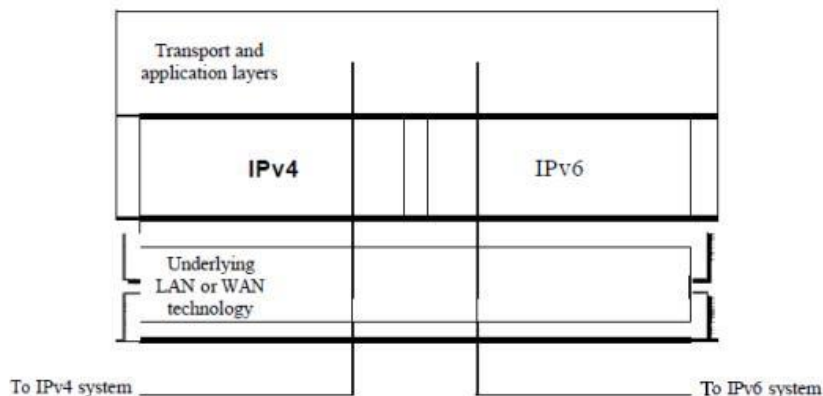 Transport and
application layers
IPv4
IPv6
Underlying
LAN or WAN
technology
To IPv4 system
To IPv6 system